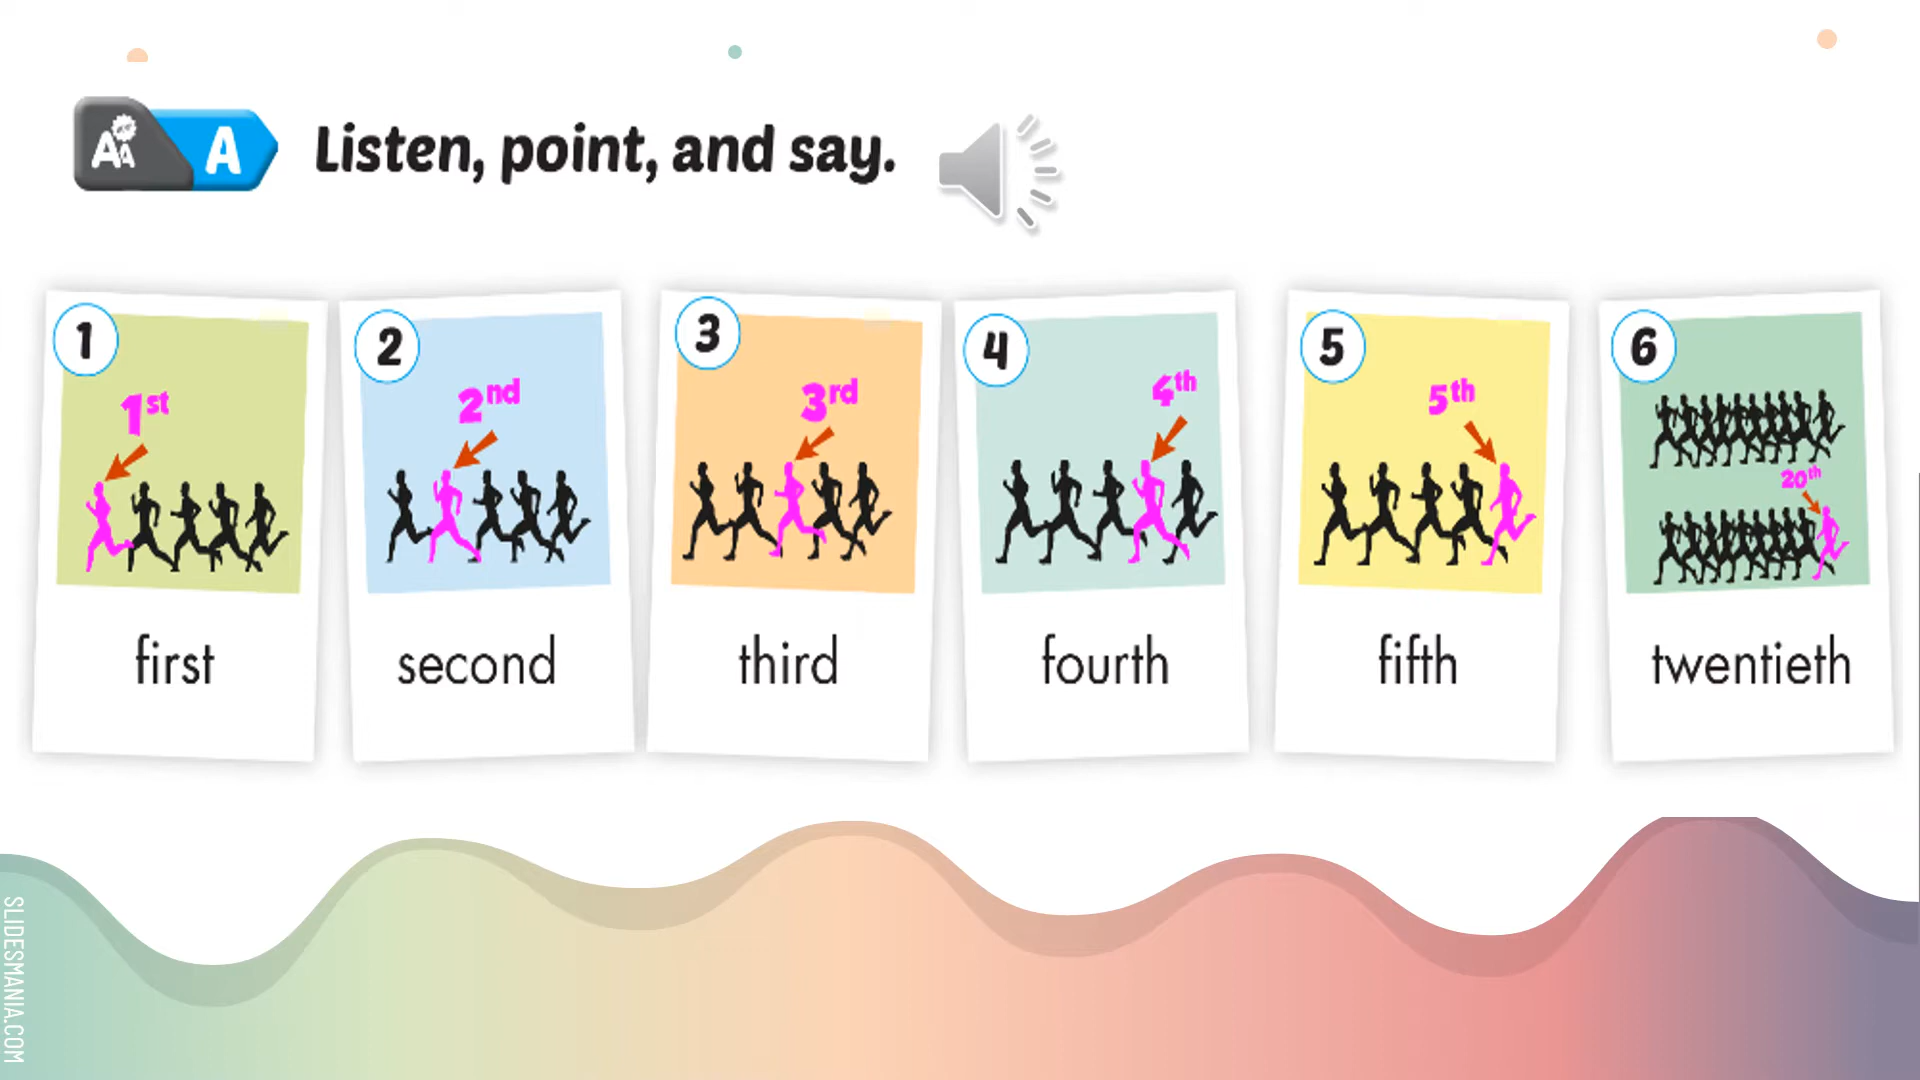 AA A Listen, point, and say.
1 2 3 4 5 6
1st 2nd 3rd 4th 5th 20th
first second third fourth fifth twentieth
SLIDESMANIA.COM